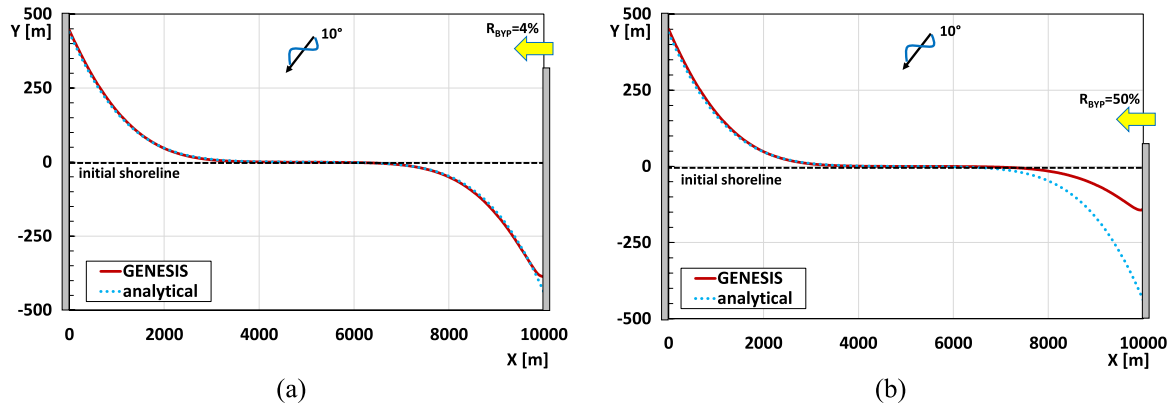 Y [m]
500
250
0
-250
-500
10°
R_BYP=4%
initial shoreline
GENESIS
analytical
0 2000 4000 6000 8000 10000
X [m]
(a)
Y [m]
500
250
0
-250
-500
10°
R_BYP=50%
initial shoreline
GENESIS
analytical
0 2000 4000 6000 8000 10000
X [m]
(b)